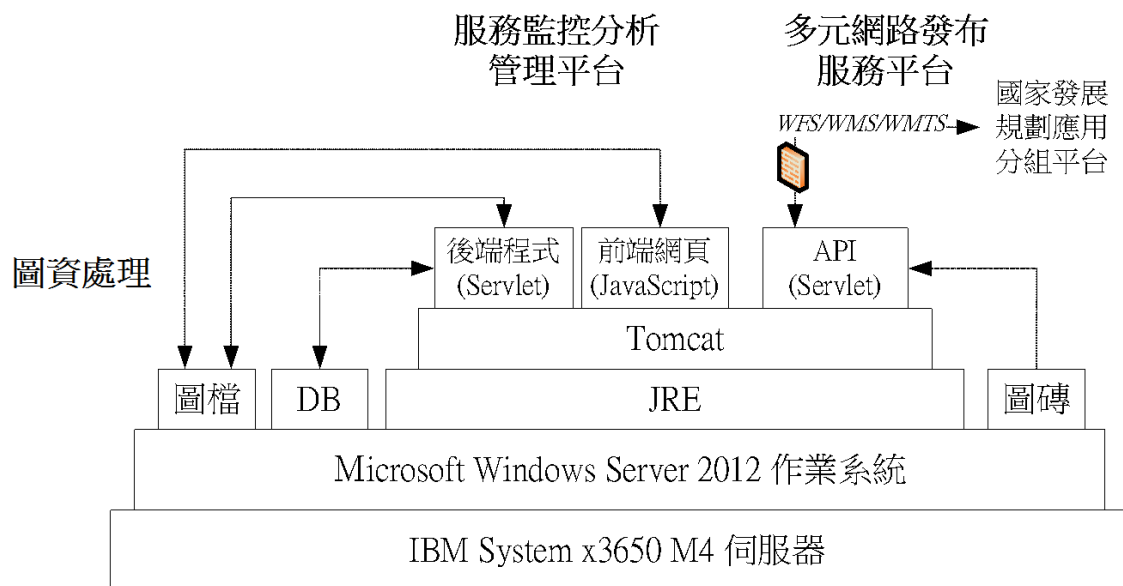 服務監控分析
管理平台
多元網路發布
服務平台
WFS/WMS/WMTS
國家發展
規劃應用
分組平台
圖資處理
後端程式
(Servlet)
前端網頁
(JavaScript)
API
(Servlet)
Tomcat
圖檔
DB
JRE
圖磚
Microsoft Windows Server 2012 作業系統
IBM System x3650 M4 伺服器